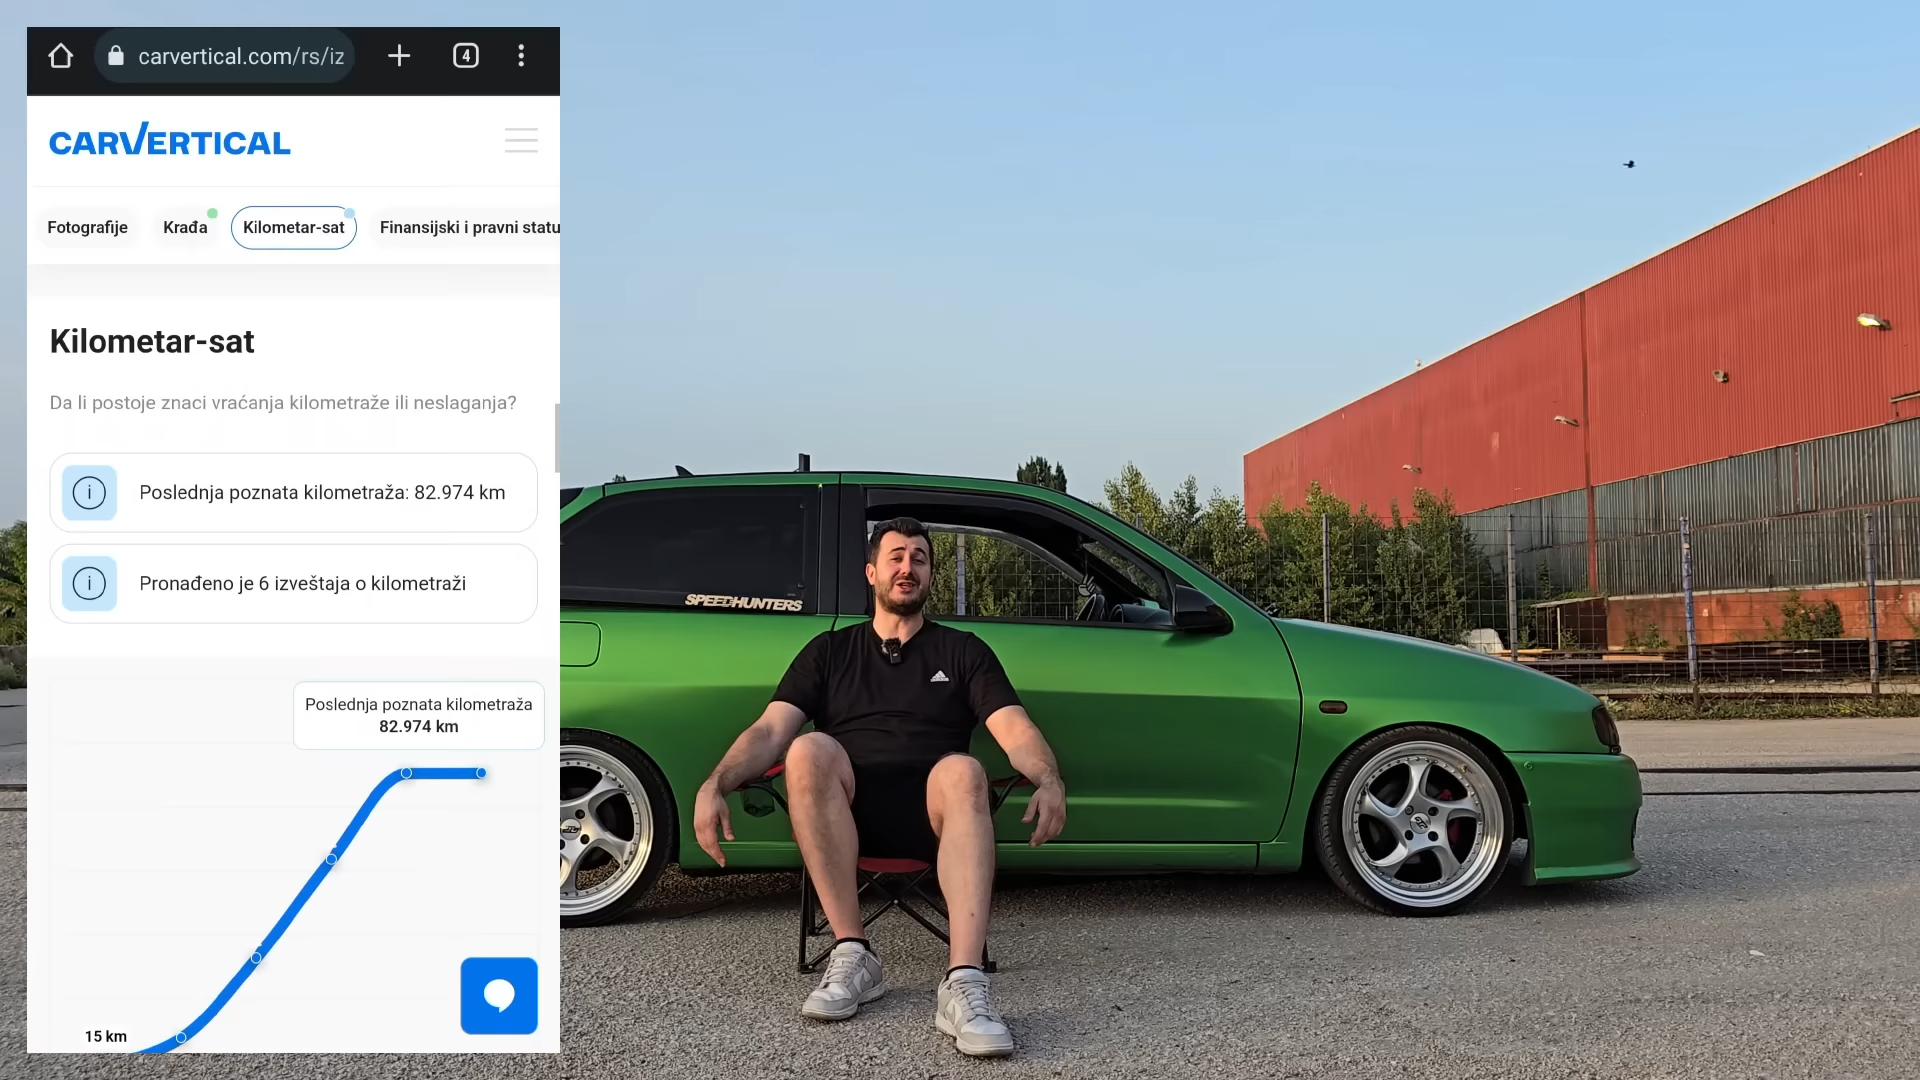 carvertical.com/rs/iz
4
CARVERTICAL
Fotografije
Krađa
Kilometar-sat
Finansijski i pravni statu
Kilometar-sat
Da li postoje znaci vraćanja kilometraže ili neslaganja?
Poslednja poznata kilometraža: 82.974 km
Pronađeno je 6 izveštaja o kilometraži
Poslednja poznata kilometraža
82.974 km
15 km
SPEEDHUNTERS
adidas